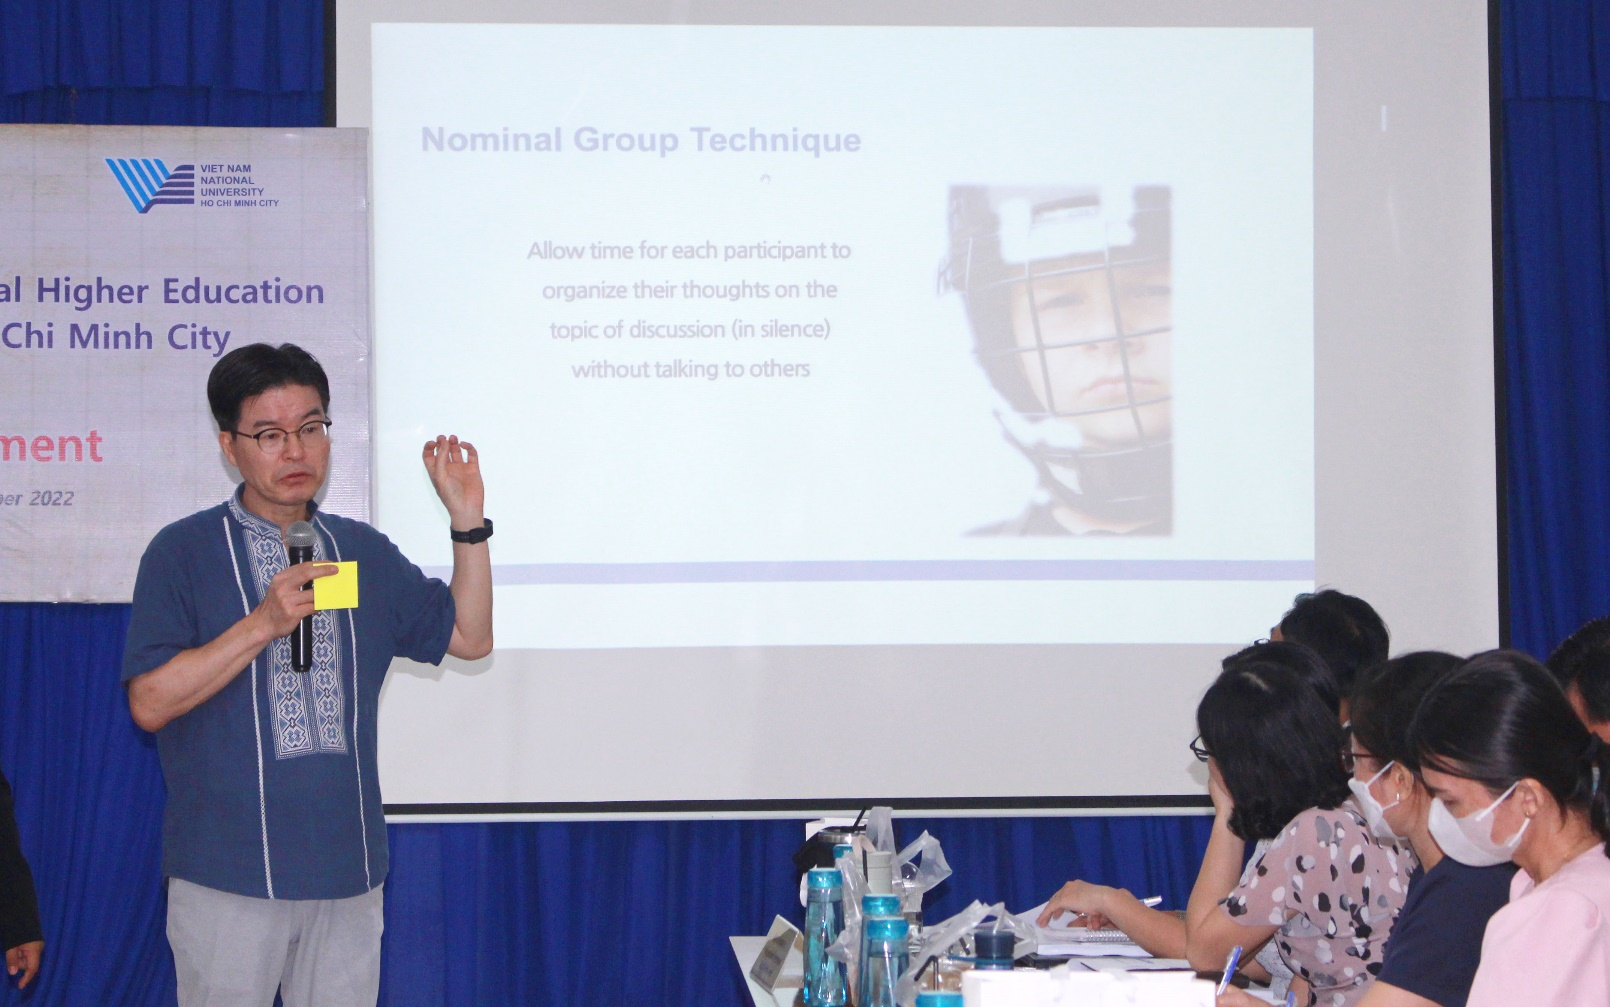 VIET NAM
NATIONAL
UNIVERSITY
HO CHI MINH CITY
al Higher Education
Chi Minh City
ment
ber 2022
Nominal Group Technique
Allow time for each participant to
organize their thoughts on the
topic of discussion (in silence)
without talking to others